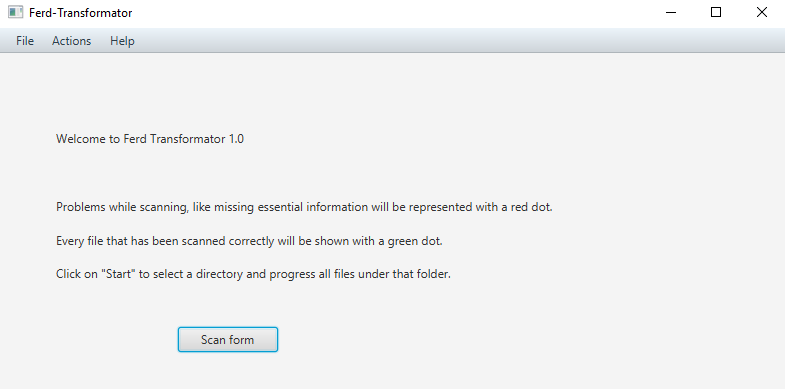 Ferd-Transformator
File Actions Help
Welcome to Ferd Transformator 1.0
Problems while scanning, like missing essential information will be represented with a red dot.
Every file that has been scanned correctly will be shown with a green dot.
Click on "Start" to select a directory and progress all files under that folder.
Scan form